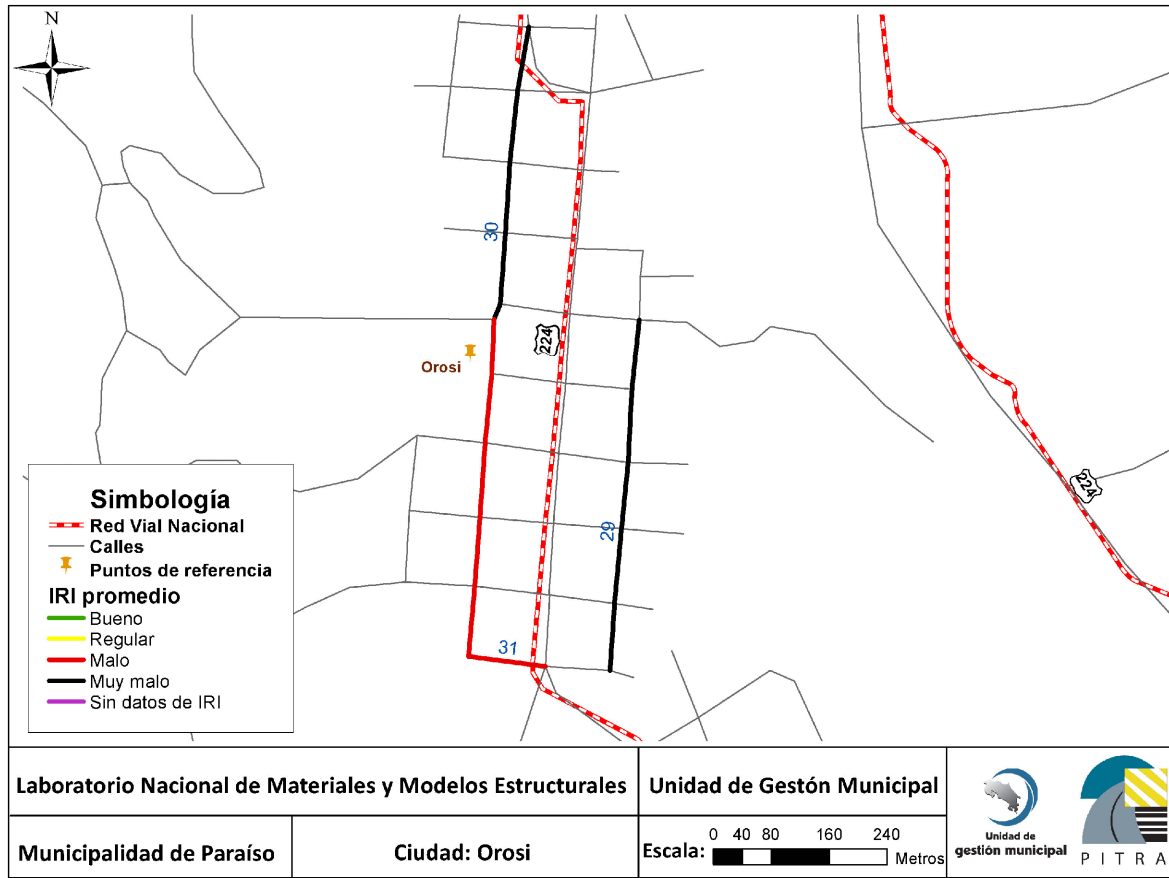 N
30
224
Orosi
224
29
31
Simbología
Red Vial Nacional
Calles
Puntos de referencia
IRI promedio
Bueno
Regular
Malo
Muy malo
Sin datos de IRI
Laboratorio Nacional de Materiales y Modelos Estructurales
Unidad de Gestón Municipal
Municipalidad de Paraíso
Ciudad: Orosi
Escala:
0 40 80 160 240
Metros
Unidad de
gestión municipal
PITRA